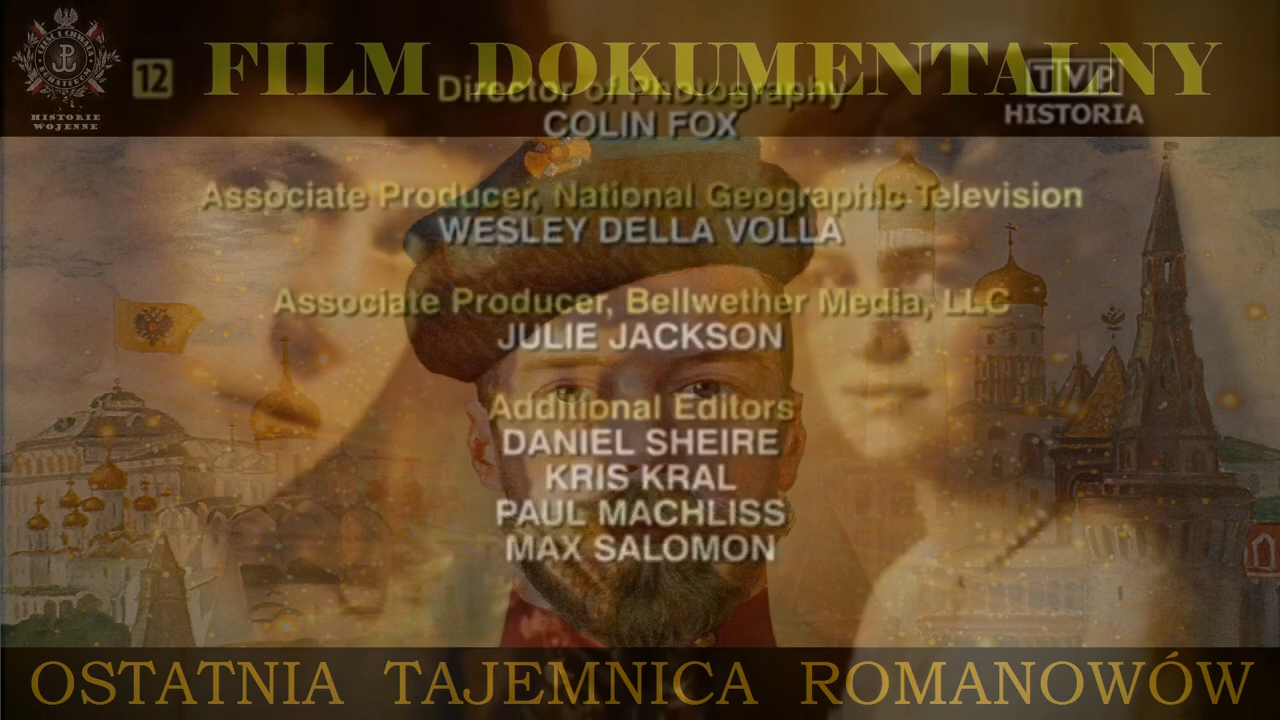 FILM DOKUMENTALNY
12
TVP
HISTORIA
HISTORIE
WOJENNE
Director of Photography
COLIN FOX
Associate Producer, National Geographic Television
WESLEY DELLA VOLLA
Associate Producer, Bellwether Media, LLC
JULIE JACKSON
Additional Editors
DANIEL SHEIRE
KRIS KRAL
PAUL MACHLISS
MAX SALOMON
OSTATNIA TAJEMNICA ROMANOWÓW